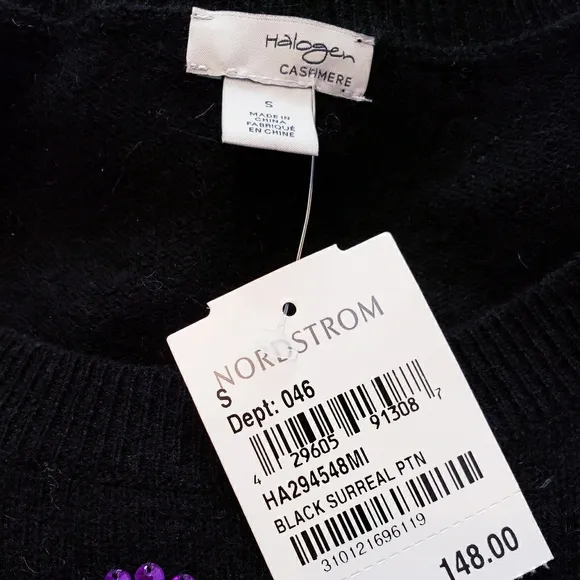 Halogen
CASHMERE
S
MADE IN
CHINA
FABRIQUÉ
EN CHINE
NORDSTROM
S
Dept: 046
4 29605 91308 7
HA294548MI
BLACK SURREAL PTN
310121696119
148.00